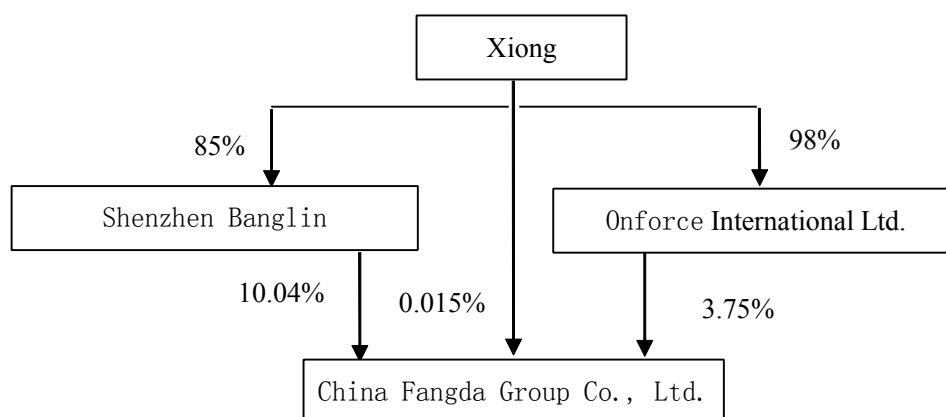 Xiong
85%
98%
Shenzhen Banglin
Onforce International Ltd.
10.04%
0.015%
3.75%
China Fangda Group Co., Ltd.